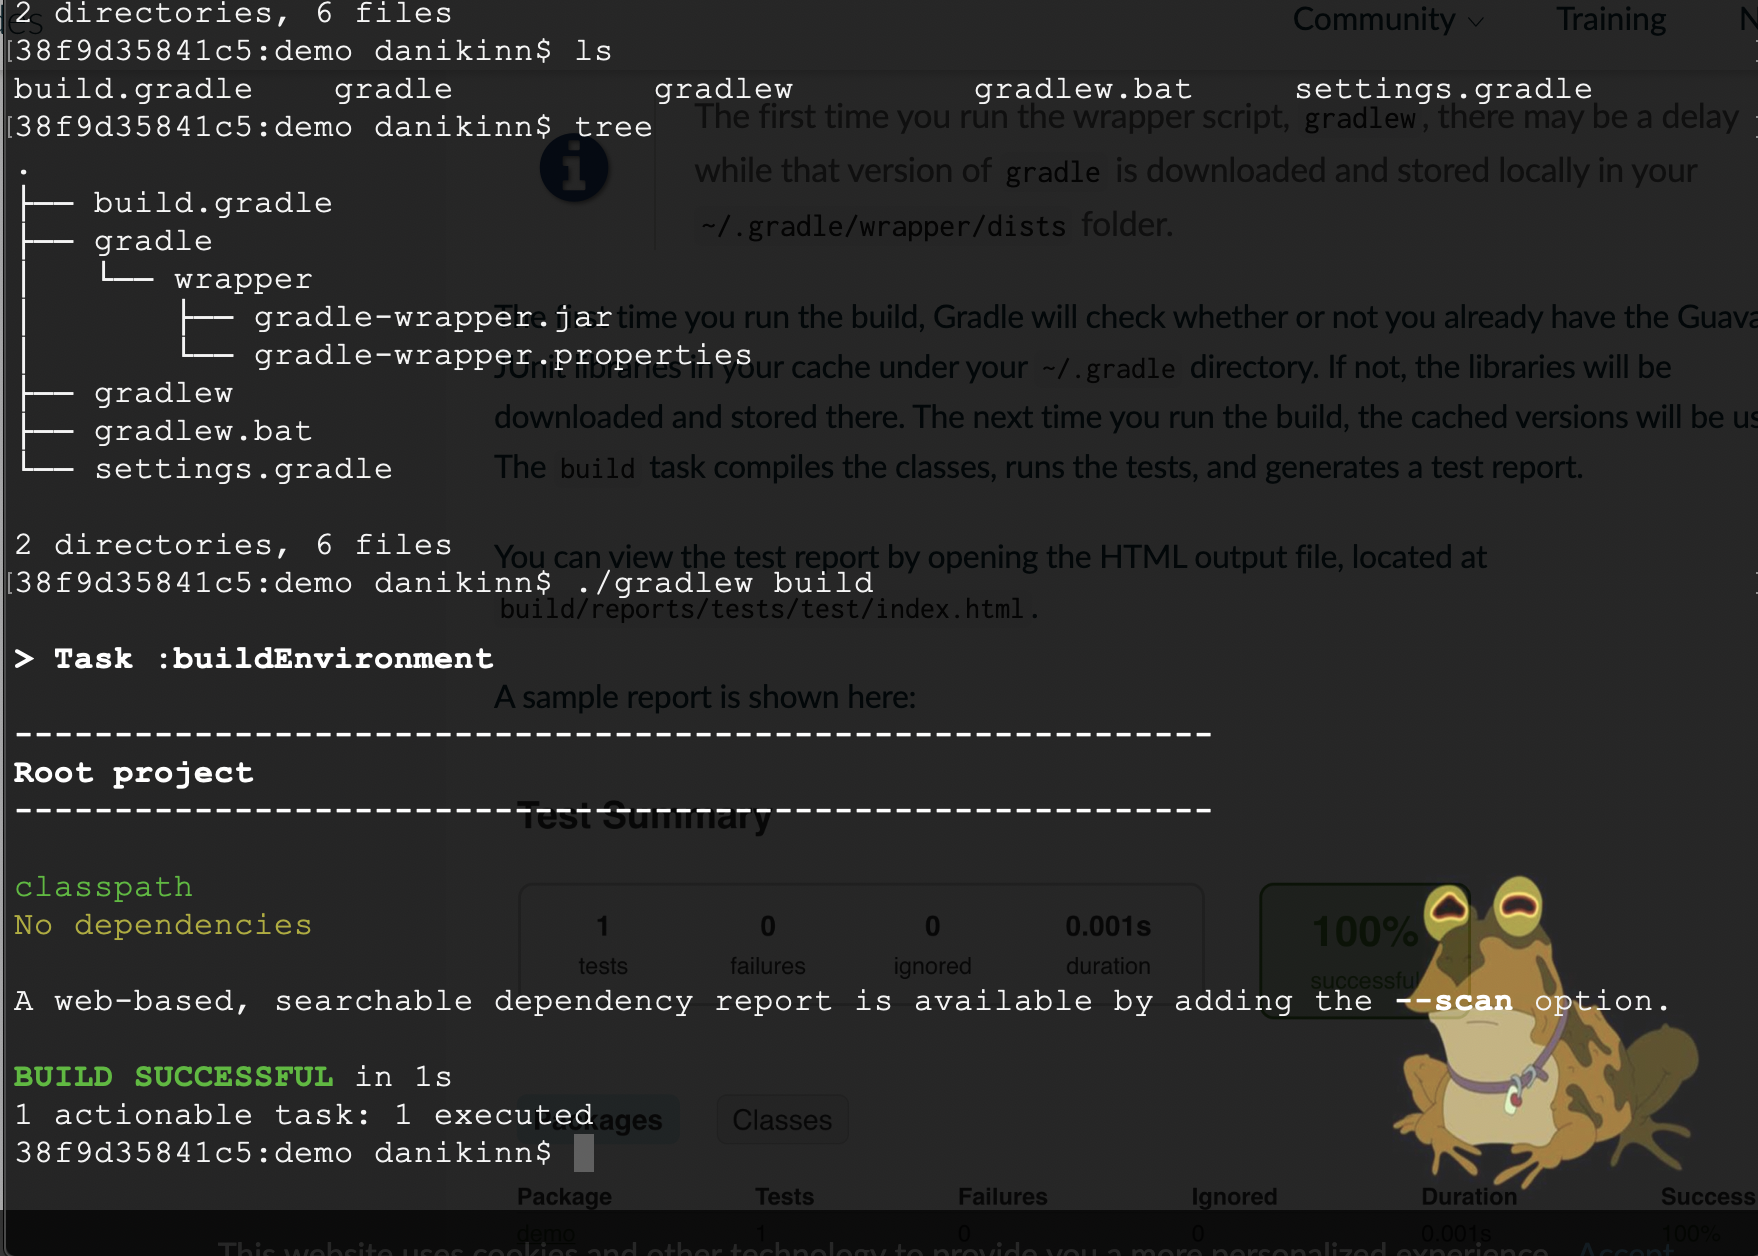 2 directories, 6 files
Community Training
[38f9d35841c5:demo danikinn$ ls
build.gradle gradle gradlew gradlew.bat settings.gradle
The first time you run the wrapper script, gradlew, there may be a delay
[38f9d35841c5:demo danikinn$ tree
.
while that version of gradle is downloaded and stored locally in your
├── build.gradle
~/.gradle/wrapper/dists folder.
├── gradle
│   └── wrapper
│       ├── gradle-wrapper.jar
The first time you run the build, Gradle will check whether or not you already have the Guava
│       └── gradle-wrapper.properties
JUnit libraries in your cache under your ~/.gradle directory. If not, the libraries will be
├── gradlew
downloaded and stored there. The next time you run the build, the cached versions will be us
├── gradlew.bat
└── settings.gradle
The build task compiles the classes, runs the tests, and generates a test report.
2 directories, 6 files
You can view the test report by opening the HTML output file, located at
[38f9d35841c5:demo danikinn$ ./gradlew build
build/reports/tests/test/index.html.
> Task :buildEnvironment
A sample report is shown here:
------------------------------------------------------------
Root project
------------------------------------------------------------
Test Summary
classpath
No dependencies
1 0 0 0.001s 100%
tests failures ignored duration successful
A web-based, searchable dependency report is available by adding the --scan option.
BUILD SUCCESSFUL in 1s
1 actionable task: 1 executed
Packages Classes
38f9d35841c5:demo danikinn$
Package Tests Failures Ignored Duration Success
demo 1 0 0 0.001s 100%
This website uses cookies and other technology to provide you a more personalized experience.